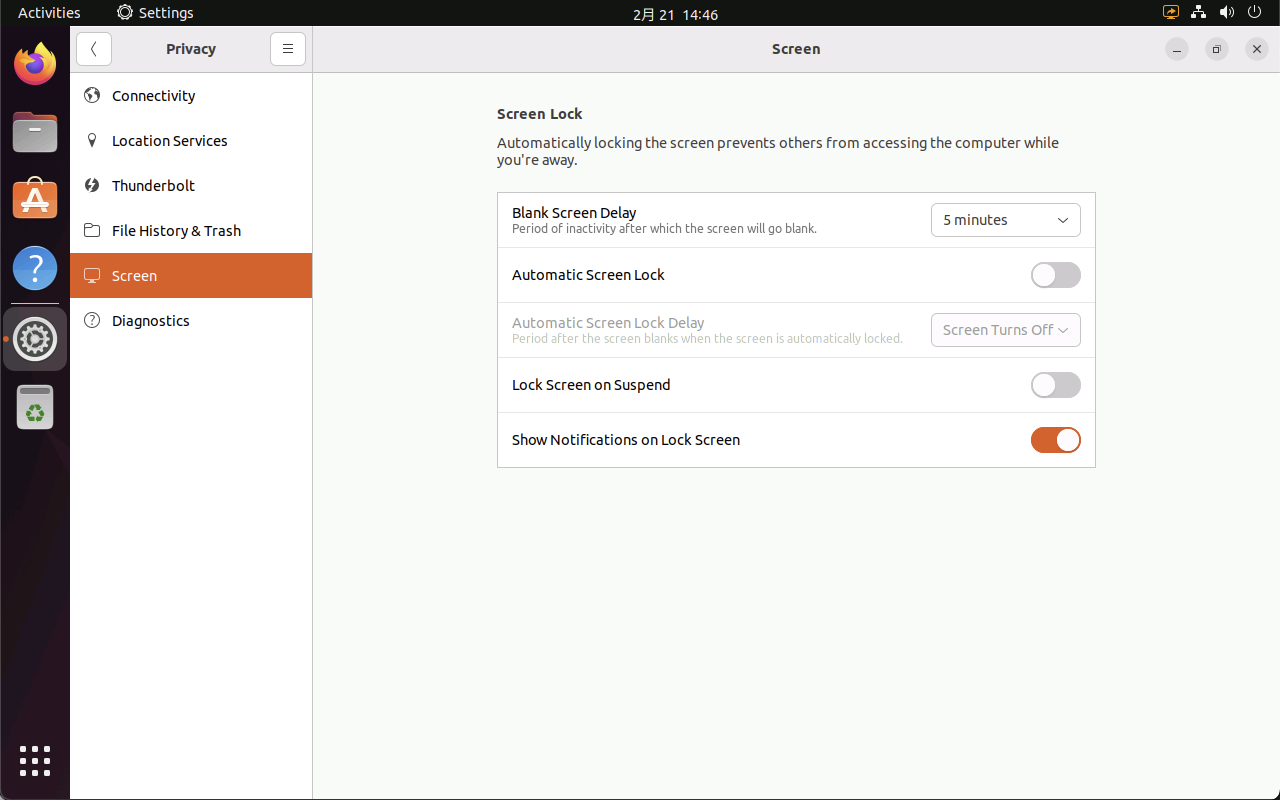 Activities
Settings
2月 21 14:46
Privacy
Screen
Connectivity
Location Services
Thunderbolt
File History & Trash
Screen
Diagnostics
Screen Lock
Automatically locking the screen prevents others from accessing the computer while
you're away.
Blank Screen Delay
Period of inactivity after which the screen will go blank.
5 minutes
Automatic Screen Lock
Automatic Screen Lock Delay
Period after the screen blanks when the screen is automatically locked.
Screen Turns Off
Lock Screen on Suspend
Show Notifications on Lock Screen